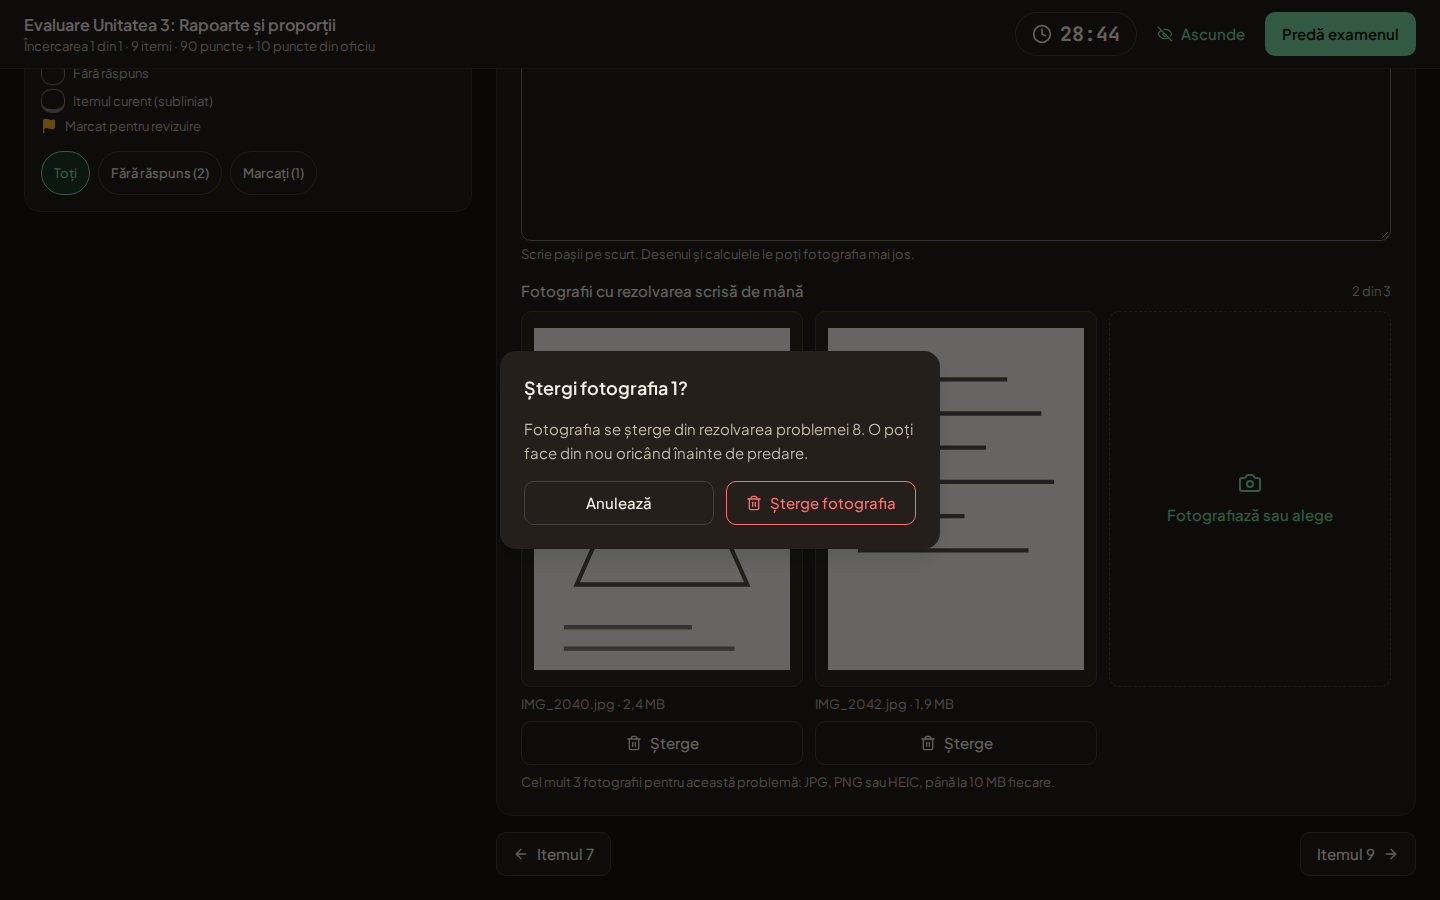 Evaluare Unitatea 3: Rapoarte și proporții
Încercarea 1 din 1 · 9 itemi · 90 puncte + 10 puncte din oficiu
28:44
Ascunde
Predă examenul
Fără răspuns
Itemul curent (subliniat)
Marcat pentru revizuire
Toți
Fără răspuns (2)
Marcați (1)
Scrie pașii pe scurt. Desenul și calculele le poți fotografia mai jos.
Fotografii cu rezolvarea scrisă de mână
2 din 3
Ștergi fotografia 1?
Fotografia se șterge din rezolvarea problemei 8. O poți
face din nou oricând înainte de predare.
Anulează
Șterge fotografia
Fotografiază sau alege
IMG_2040.jpg · 2,4 MB
IMG_2042.jpg · 1,9 MB
Șterge
Șterge
Cel mult 3 fotografii pentru această problemă: JPG, PNG sau HEIC, până la 10 MB fiecare.
Itemul 7
Itemul 9